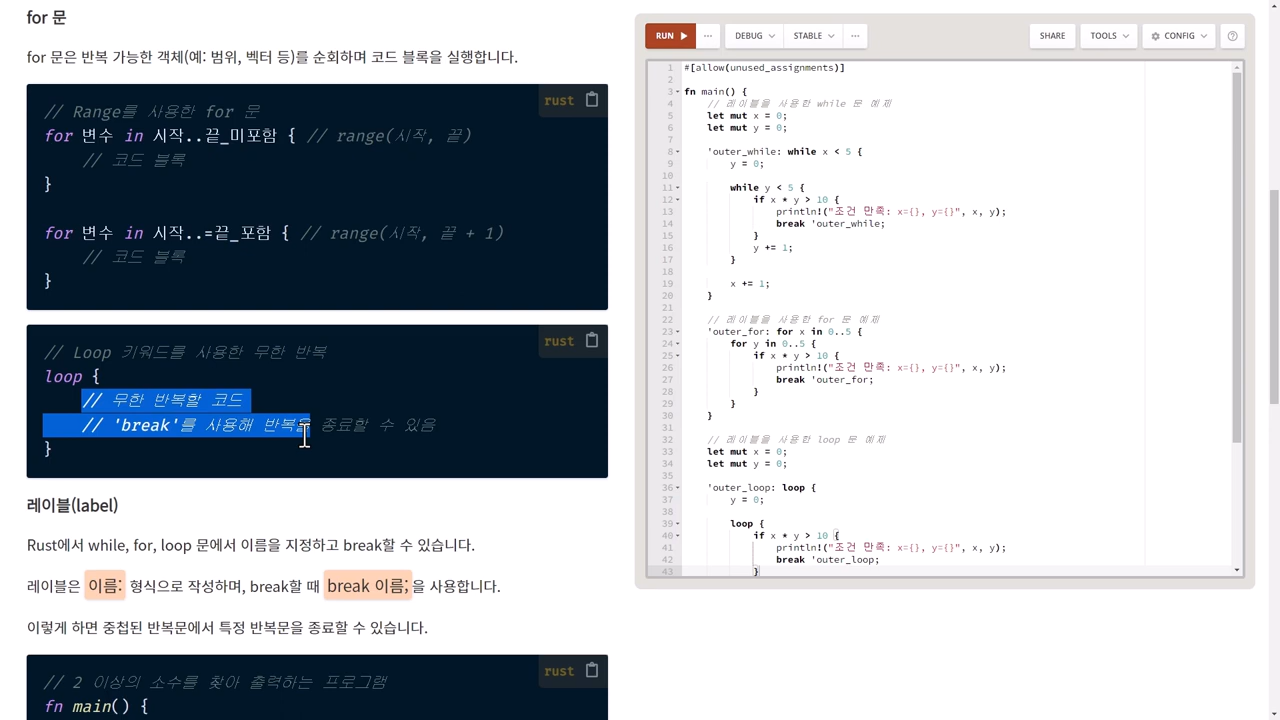 for 문
for 문은 반복 가능한 객체(예: 범위, 벡터 등)를 순회하며 코드 블록을 실행합니다.
rust
// Range를 사용한 for 문
for 변수 in 시작..끝_미포함 { // range(시작, 끝)
// 코드 블록
}
for 변수 in 시작..=끝_포함 { // range(시작, 끝 + 1)
// 코드 블록
}
rust
// Loop 키워드를 사용한 무한 반복
loop {
// 무한 반복할 코드
// 'break'를 사용해 반복을 종료할 수 있음
}
레이블(label)
Rust에서 while, for, loop 문에서 이름을 지정하고 break할 수 있습니다.
레이블은 이름: 형식으로 작성하며, break할 때 break 이름;을 사용합니다.
이렇게 하면 중첩된 반복문에서 특정 반복문을 종료할 수 있습니다.
rust
// 2 이상의 소수를 찾아 출력하는 프로그램
fn main() {
RUN ··· DEBUG STABLE ··· SHARE TOOLS CONFIG
1 #[allow(unused_assignments)]
2
3 fn main() {
4 // 레이블을 사용한 while 문 예제
5 let mut x = 0;
6 let mut y = 0;
7
8 'outer_while: while x < 5 {
9 y = 0;
10
11 while y < 5 {
12 if x * y > 10 {
13 println!("조건 만족: x={}, y={}", x, y);
14 break 'outer_while;
15 }
16 y += 1;
17 }
18
19 x += 1;
20 }
21
22 // 레이블을 사용한 for 문 예제
23 'outer_for: for x in 0..5 {
24 for y in 0..5 {
25 if x * y > 10 {
26 println!("조건 만족: x={}, y={}", x, y);
27 break 'outer_for;
28 }
29 }
30 }
31
32 // 레이블을 사용한 loop 문 예제
33 let mut x = 0;
34 let mut y = 0;
35
36 'outer_loop: loop {
37 y = 0;
38
39 loop {
40 if x * y > 10 {
41 println!("조건 만족: x={}, y={}", x, y);
42 break 'outer_loop;
43 }